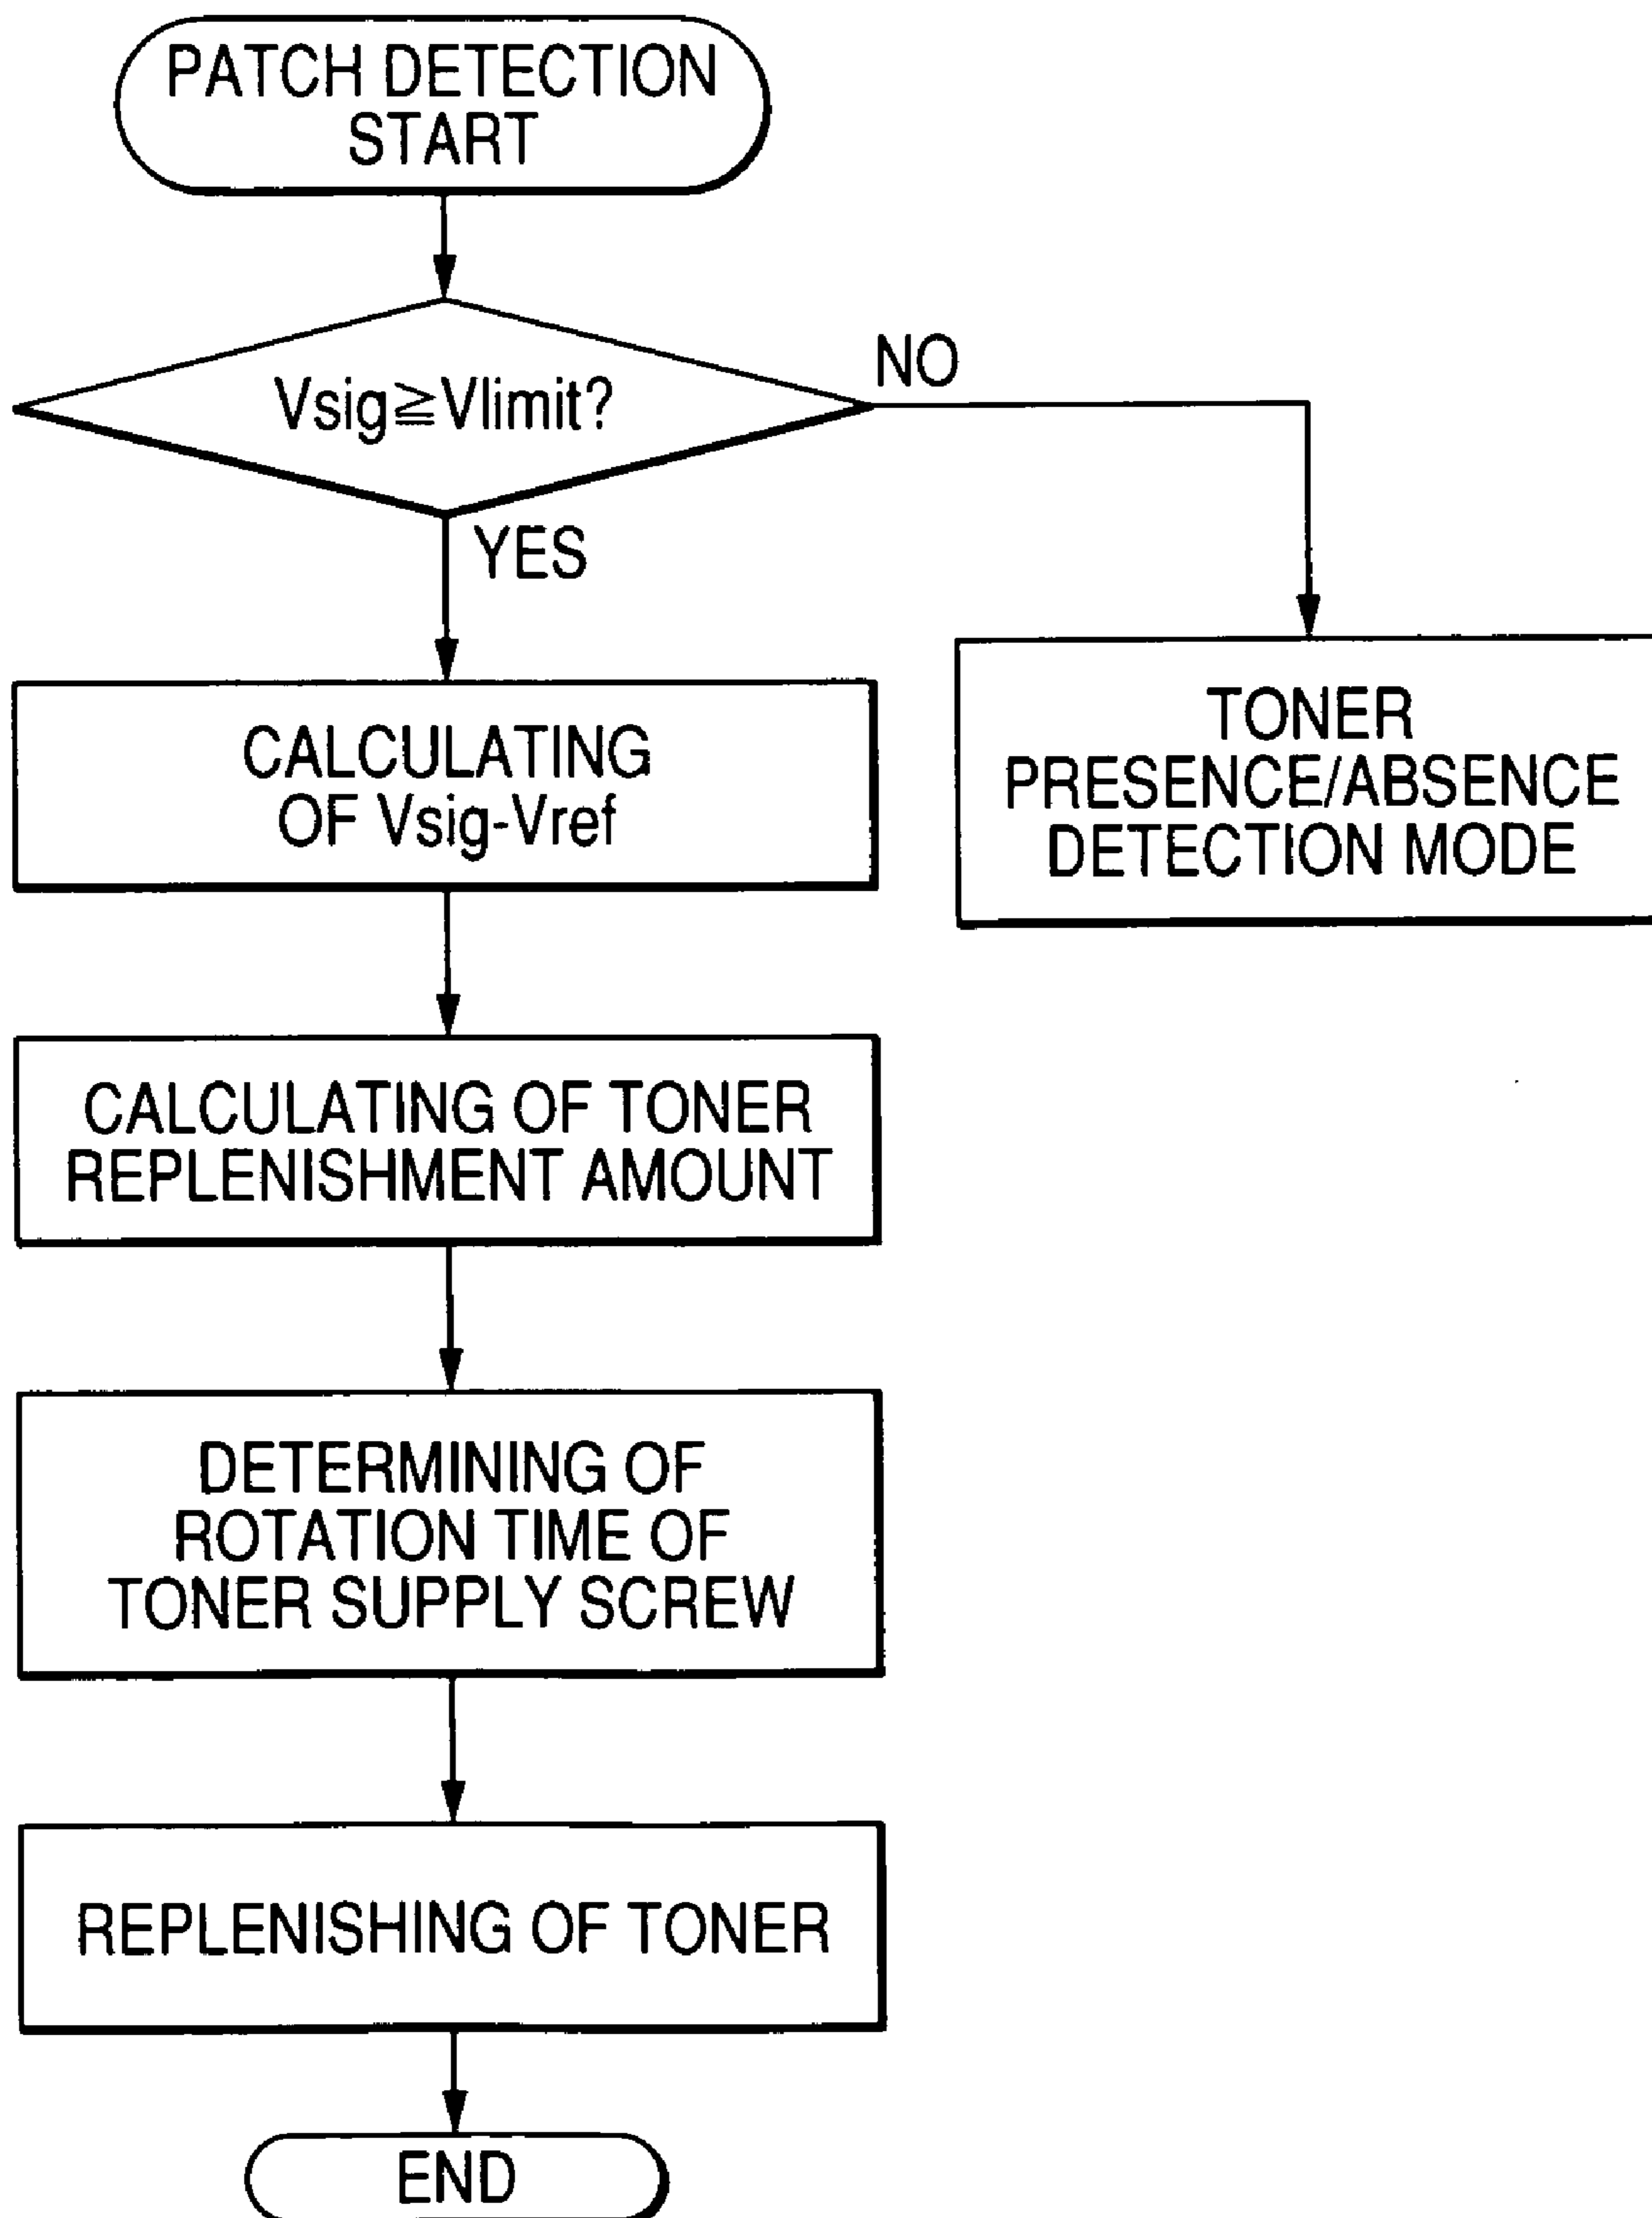 PATCH DETECTION
START
Vsig≧Vlimit?
NO
YES
CALCULATING
OF Vsig-Vref
TONER
PRESENCE/ABSENCE
DETECTION MODE
CALCULATING OF TONER
REPLENISHMENT AMOUNT
DETERMINING OF
ROTATION TIME OF
TONER SUPPLY SCREW
REPLENISHING OF TONER
END